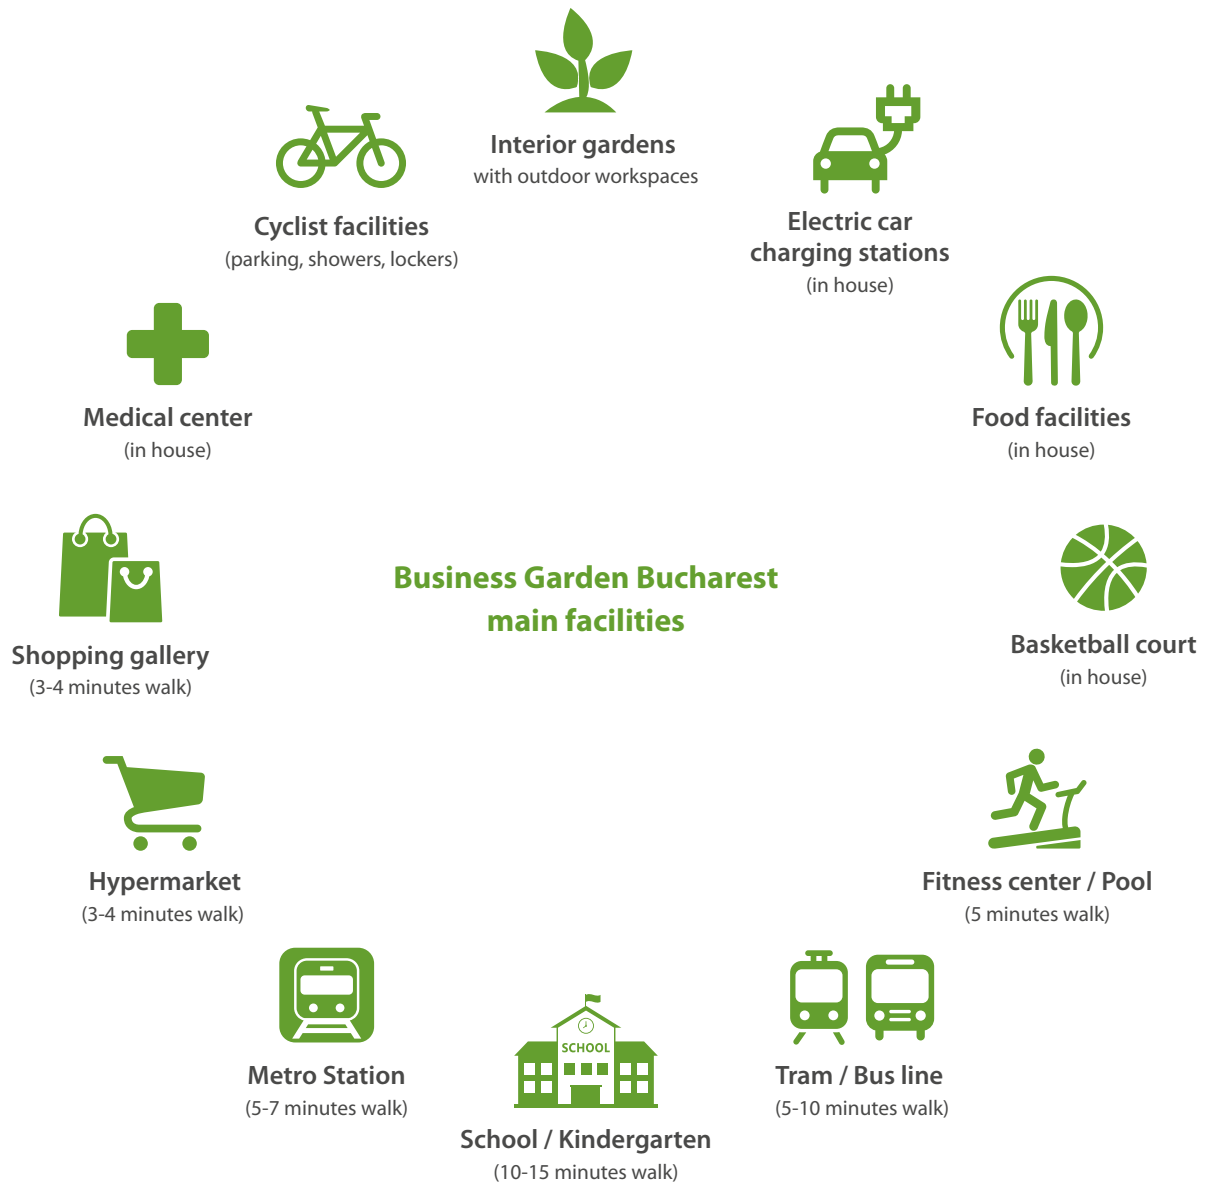 Interior gardens
with outdoor workspaces
Cyclist facilities
(parking, showers, lockers)
Electric car
charging stations
(in house)
Medical center
(in house)
Food facilities
(in house)
Business Garden Bucharest
main facilities
Shopping gallery
(3-4 minutes walk)
Basketball court
(in house)
Hypermarket
(3-4 minutes walk)
Fitness center / Pool
(5 minutes walk)
Metro Station
(5-7 minutes walk)
SCHOOL
School / Kindergarten
(10-15 minutes walk)
Tram / Bus line
(5-10 minutes walk)